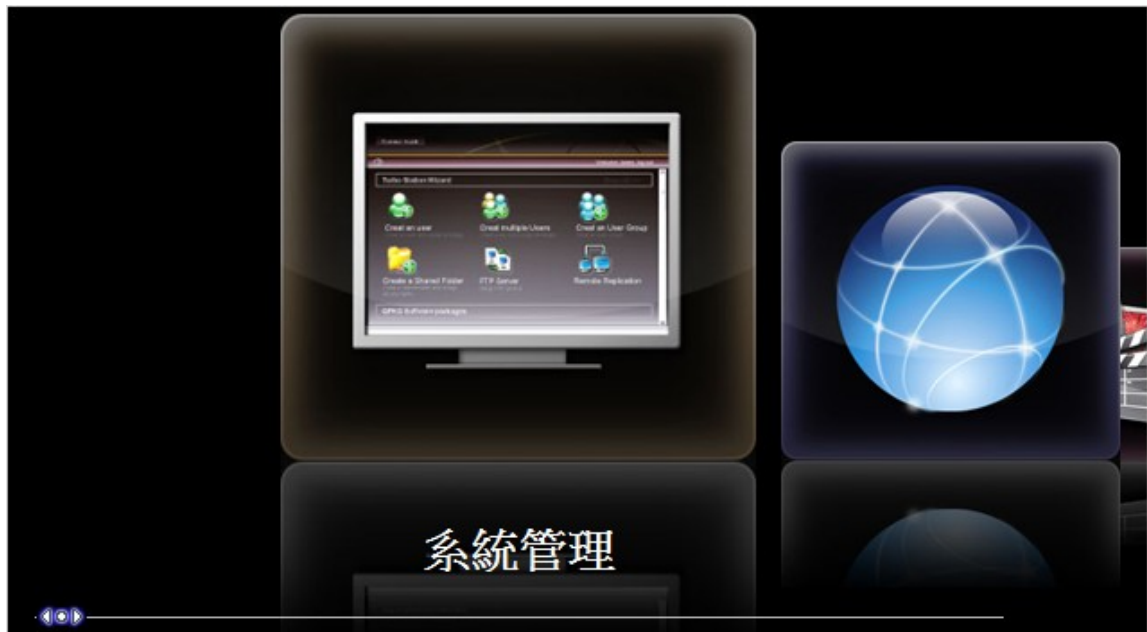 Turbo Station Wizard
Creat an user
Creat multiple Users
Creat an User Group
Create a Shared Folder
FTP Server
Remote Replication
QPKG Software packages
系統管理